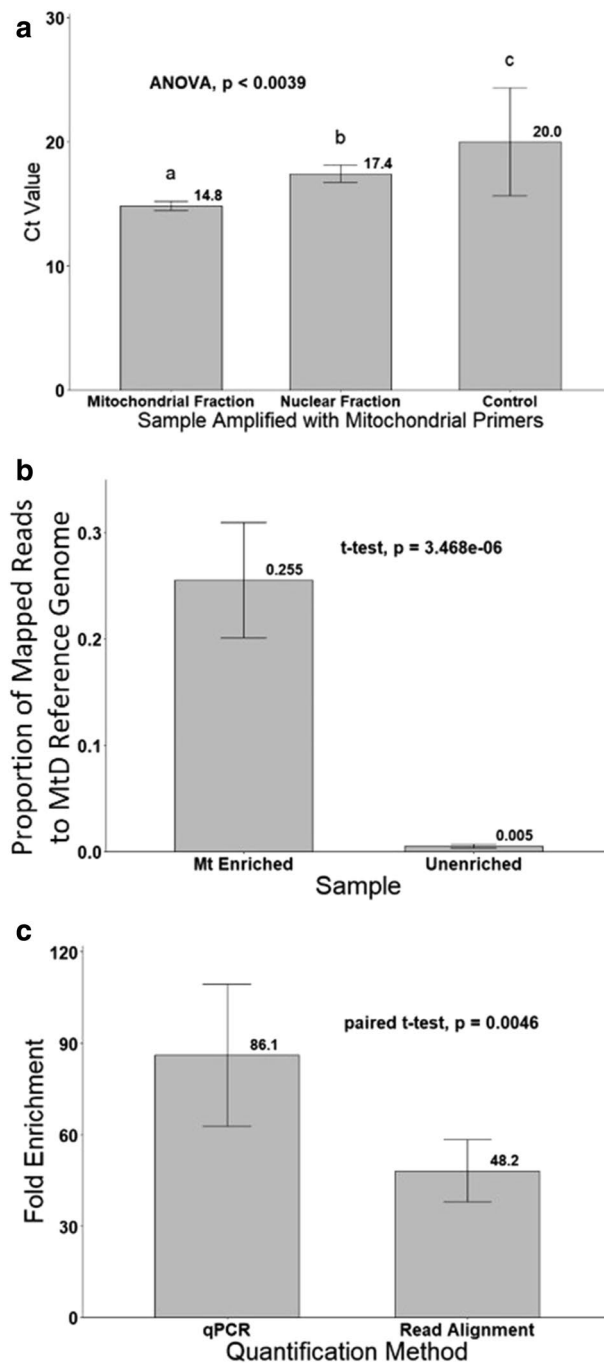 a
30
20
10
0
Ct Value
ANOVA, p < 0.0039
a
14.8
b
17.4
c
20.0
Mitochondrial Fraction Nuclear Fraction Control
Sample Amplified with Mitochondrial Primers
b
0.3
0.2
0.1
0.0
Proportion of Mapped Reads
to MtD Reference Genome
t-test, p = 3.468e-06
0.255
0.005
Mt Enriched Unenriched
Sample
c
120
90
60
30
0
Fold Enrichment
paired t-test, p = 0.0046
86.1
48.2
qPCR Read Alignment
Quantification Method